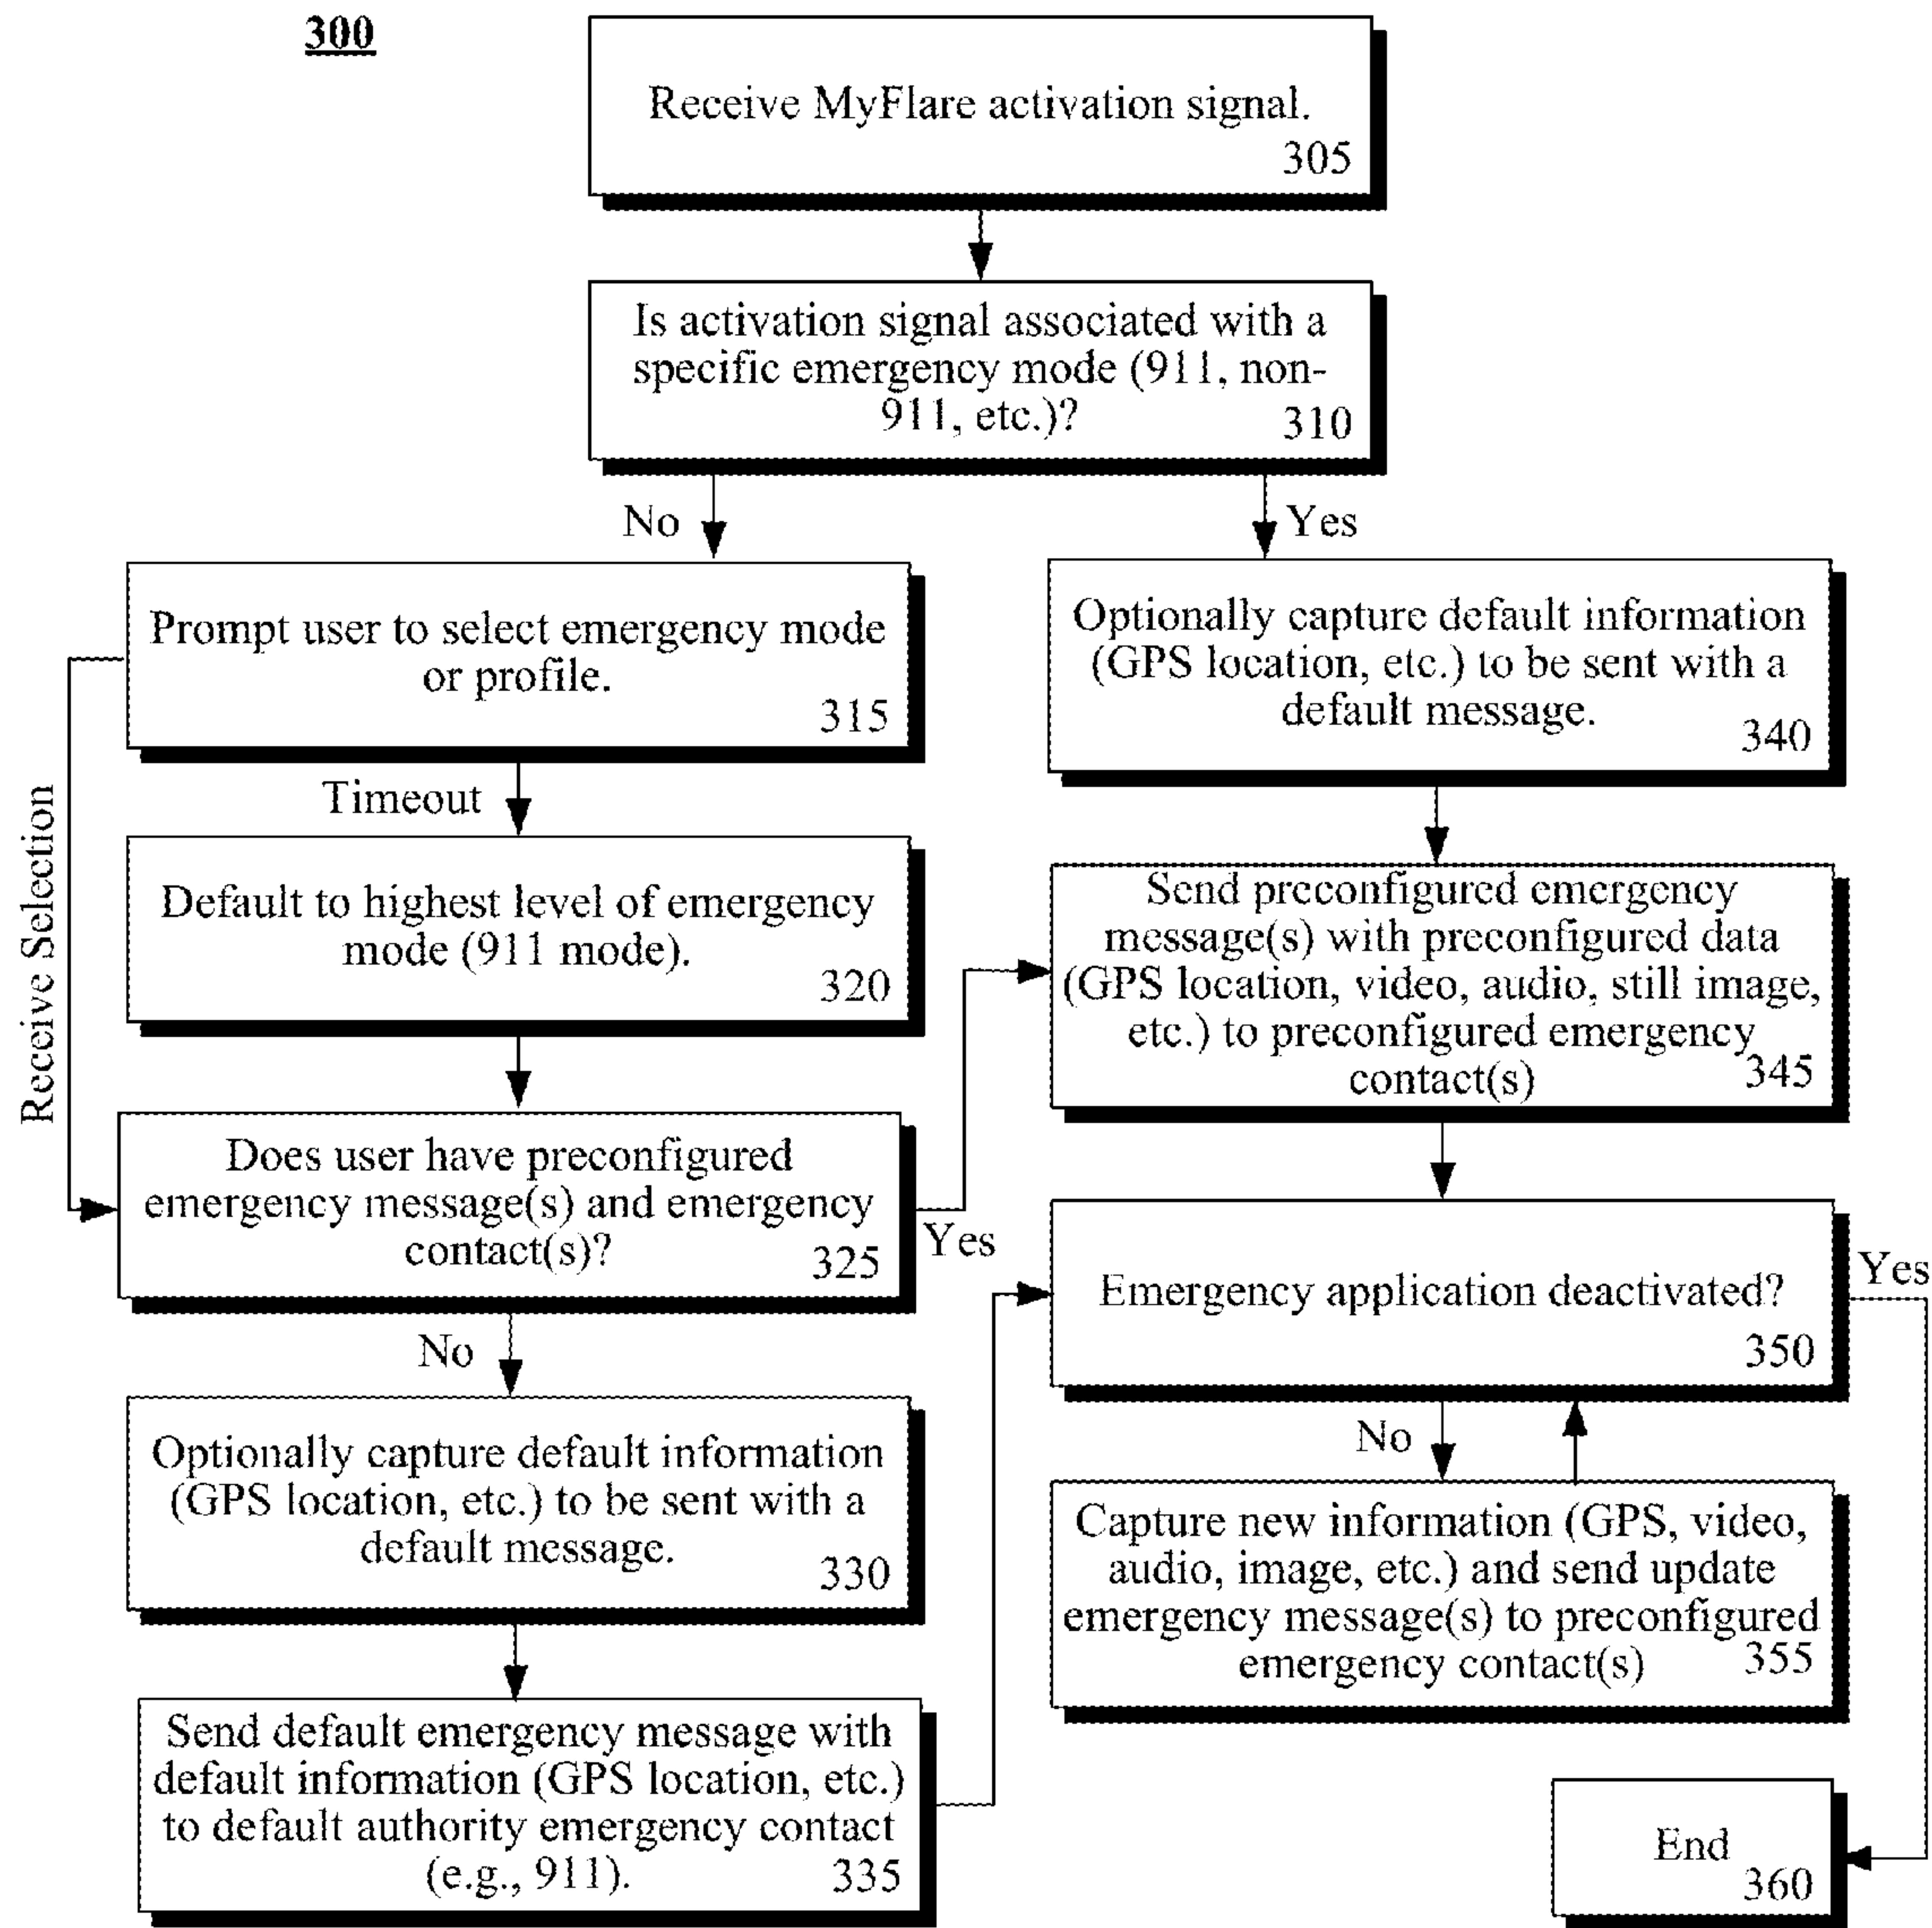 300
Receive MyFlare activation signal.
305
Is activation signal associated with a
specific emergency mode (911, non-
911, etc.)?
310
No
Yes
Prompt user to select emergency mode
or profile.
315
Receive Selection
Timeout
Default to highest level of emergency
mode (911 mode).
320
Does user have preconfigured
emergency message(s) and emergency
contact(s)?
325
Yes
No
Optionally capture default information
(GPS location, etc.) to be sent with a
default message.
330
Send default emergency message with
default information (GPS location, etc.)
to default authority emergency contact
(e.g., 911).
335
Optionally capture default information
(GPS location, etc.) to be sent with a
default message.
340
Send preconfigured emergency
message(s) with preconfigured data
(GPS location, video, audio, still image,
etc.) to preconfigured emergency
contact(s)
345
Emergency application deactivated?
350
Yes
No
Capture new information (GPS, video,
audio, image, etc.) and send update
emergency message(s) to preconfigured
emergency contact(s)
355
End
360